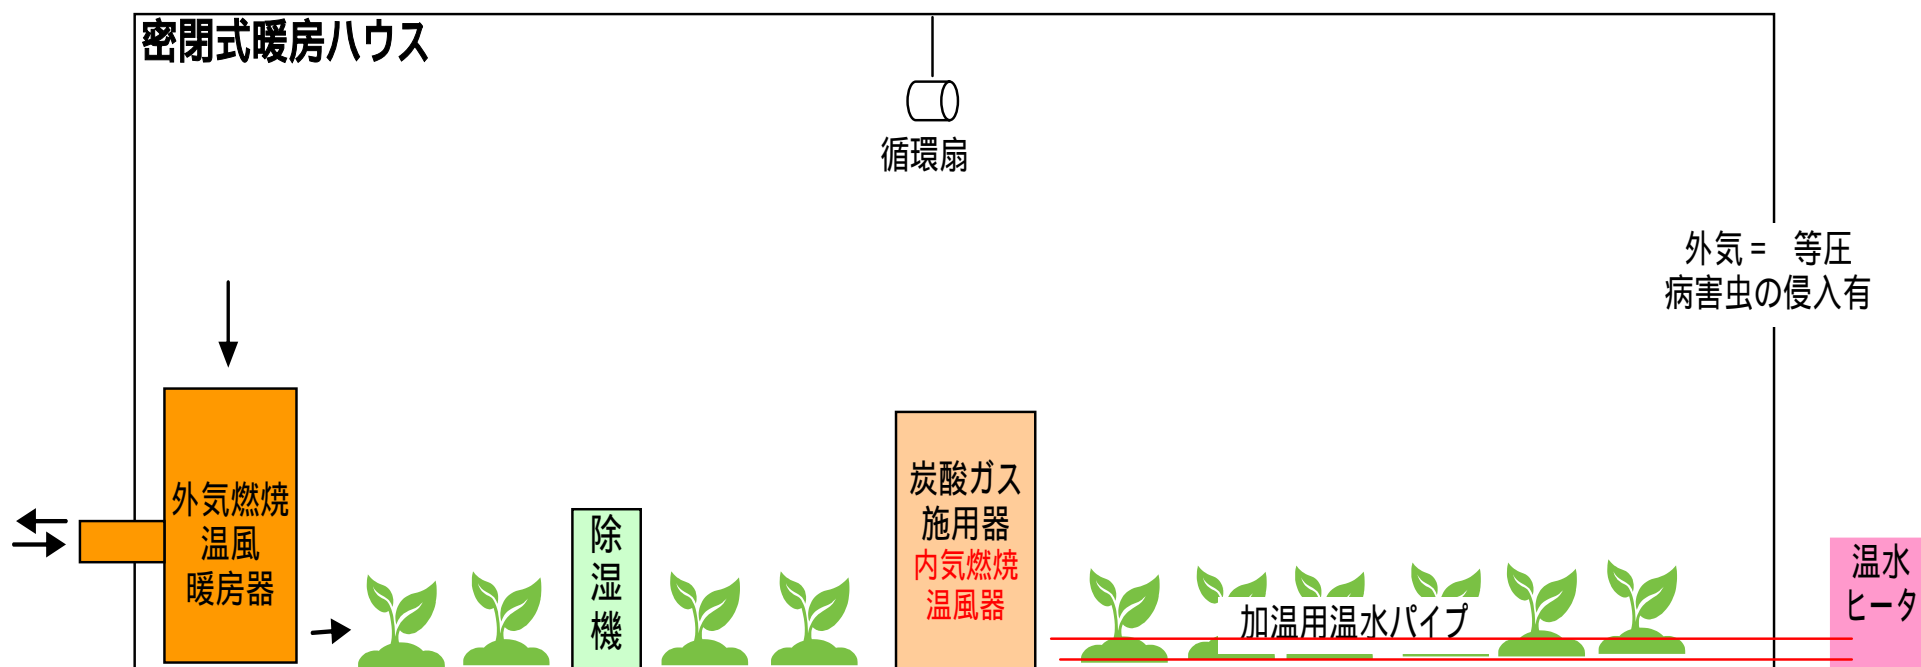 密閉式暖房ハウス
循環扇
外気＝　等圧
病害虫の侵入有
外気燃焼
温風
暖房器
除
湿
機
炭酸ガス
施用器
内気燃焼
温風器
加温用温水パイプ
温水
ヒータ